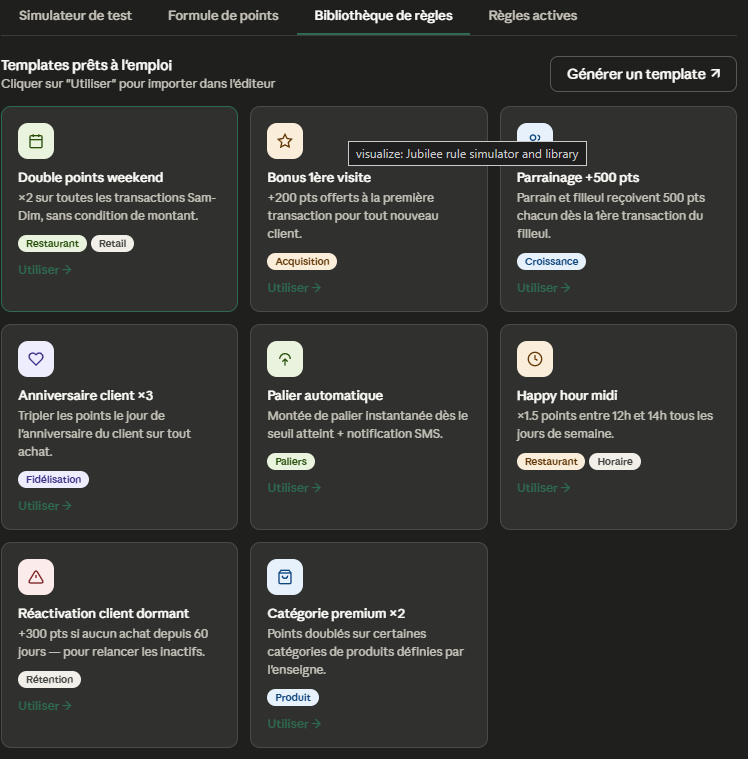 Simulateur de test
Formule de points
Bibliothèque de règles
Règles actives
Templates prêts à l'emploi
Cliquer sur "Utiliser" pour importer dans l'éditeur
Générer un template ↗
visualize: Jubilee rule simulator and library
Double points weekend
×2 sur toutes les transactions Sam-
Dim, sans condition de montant.
Restaurant
Retail
Utiliser →
Bonus 1ère visite
+200 pts offerts à la première
transaction pour tout nouveau
client.
Acquisition
Utiliser →
Parrainage +500 pts
Parrain et filleul reçoivent 500 pts
chacun dès la 1ère transaction du
filleul.
Croissance
Utiliser →
Anniversaire client ×3
Tripler les points le jour de
l'anniversaire du client sur tout
achat.
Fidélisation
Utiliser →
Palier automatique
Montée de palier instantanée dès le
seuil atteint + notification SMS.
Paliers
Utiliser →
Happy hour midi
×1.5 points entre 12h et 14h tous les
jours de semaine.
Restaurant
Horaire
Utiliser →
Réactivation client dormant
+300 pts si aucun achat depuis 60
jours — pour relancer les inactifs.
Rétention
Utiliser →
Catégorie premium ×2
Points doublés sur certaines
catégories de produits définies par
l'enseigne.
Produit
Utiliser →